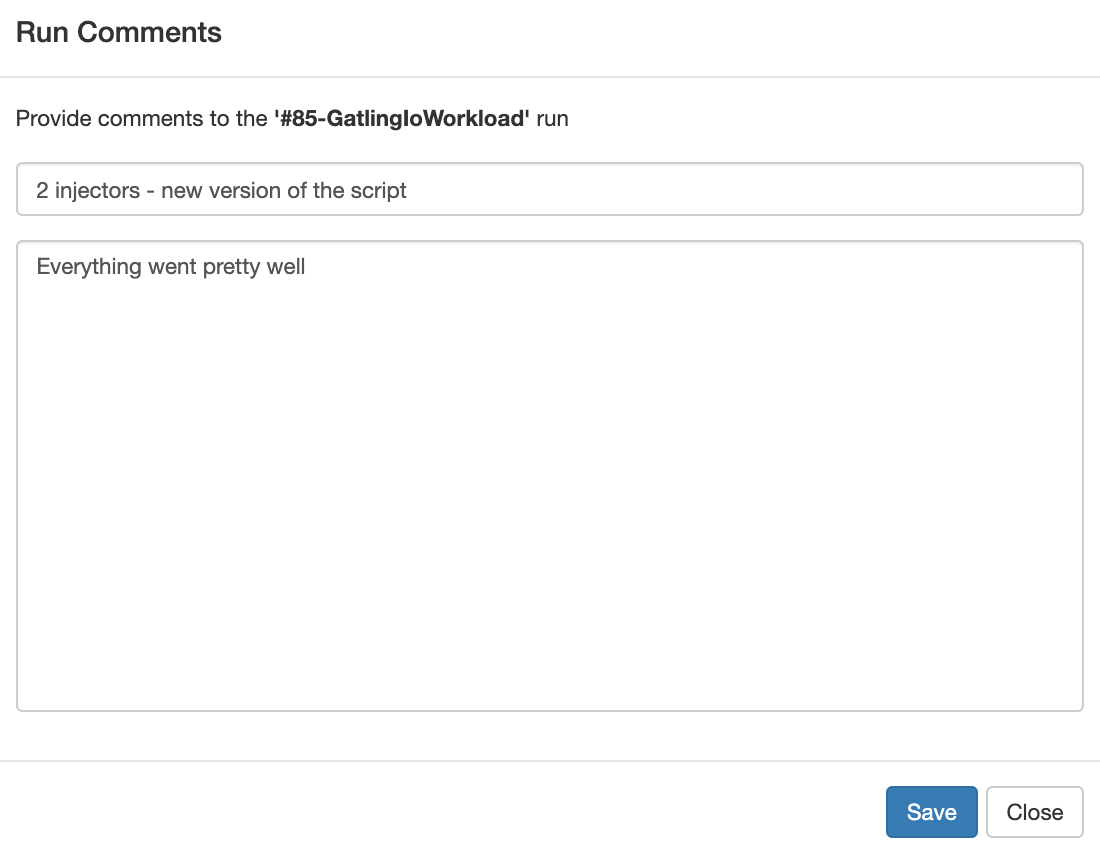 Run Comments
Provide comments to the '#85-GatlingIoWorkload' run
2 injectors - new version of the script
Everything went pretty well
Save Close